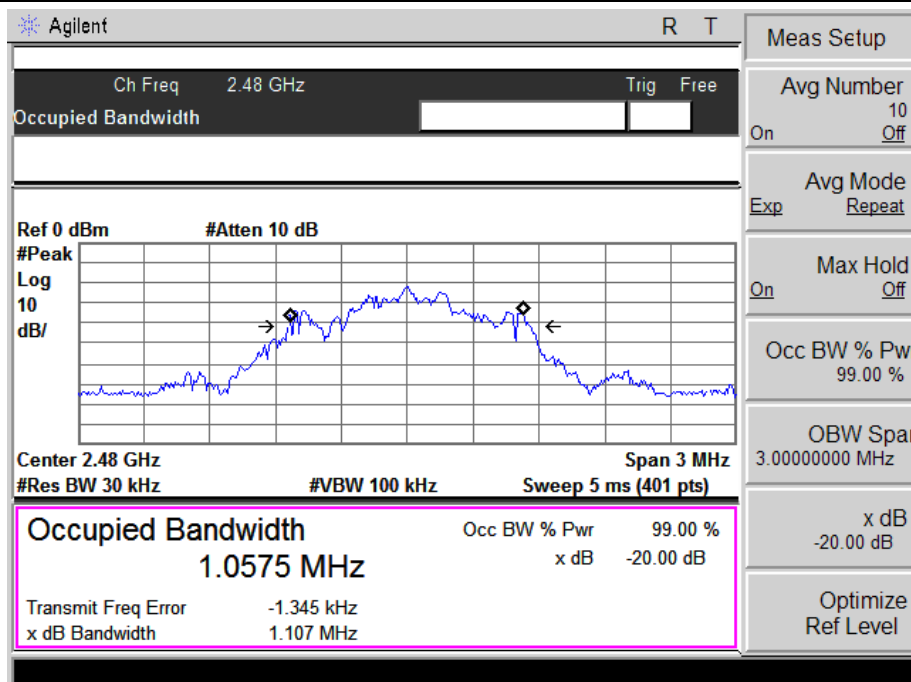 Agilent R T
Ch Freq 2.48 GHz Trig Free
Occupied Bandwidth
Ref 0 dBm #Atten 10 dB
#Peak
Log
10
dB/
Center 2.48 GHz Span 3 MHz
#Res BW 30 kHz #VBW 100 kHz Sweep 5 ms (401 pts)
Occupied Bandwidth Occ BW % Pwr 99.00 %
1.0575 MHz x dB -20.00 dB
Transmit Freq Error -1.345 kHz
x dB Bandwidth 1.107 MHz
Meas Setup
Avg Number
10
On Off
Avg Mode
Exp Repeat
Max Hold
On Off
Occ BW % Pw
99.00 %
OBW Spa
3.00000000 MHz
x dB
-20.00 dB
Optimize
Ref Level